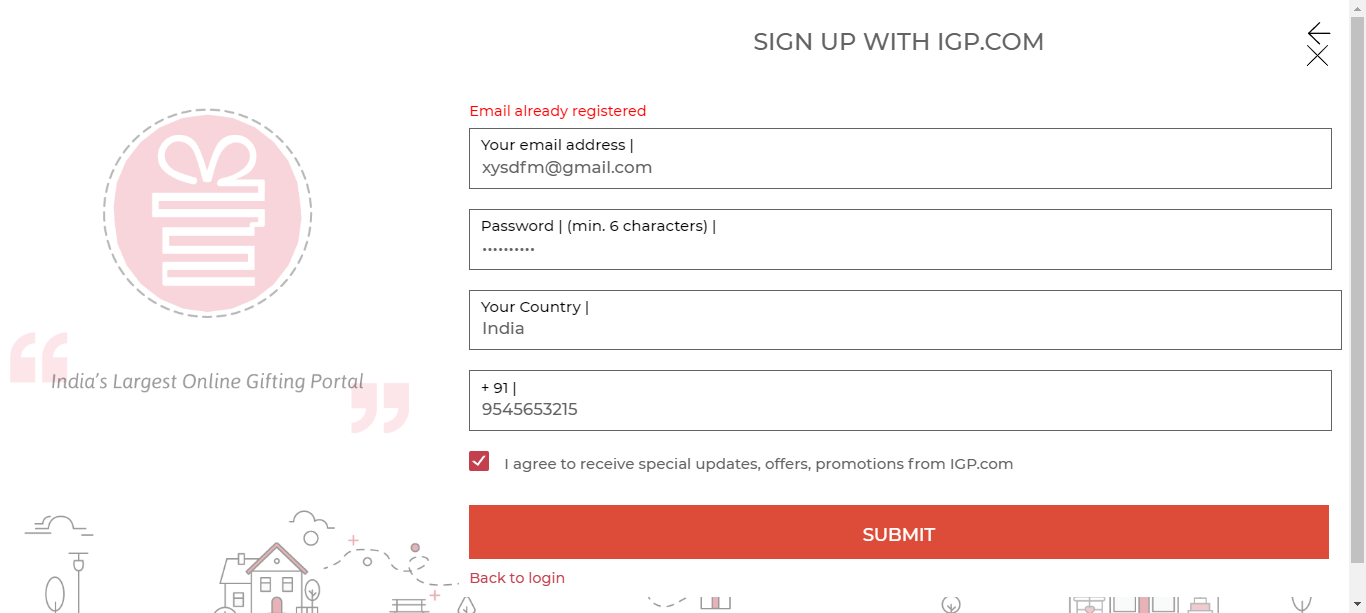 SIGN UP WITH IGP.COM
Email already registered
Your email address |
xysdfm@gmail.com
Password | (min. 6 characters) |
••••••••••
Your Country |
India
+ 91 |
9545653215
I agree to receive special updates, offers, promotions from IGP.com
SUBMIT
Back to login
“India’s Largest Online Gifting Portal”